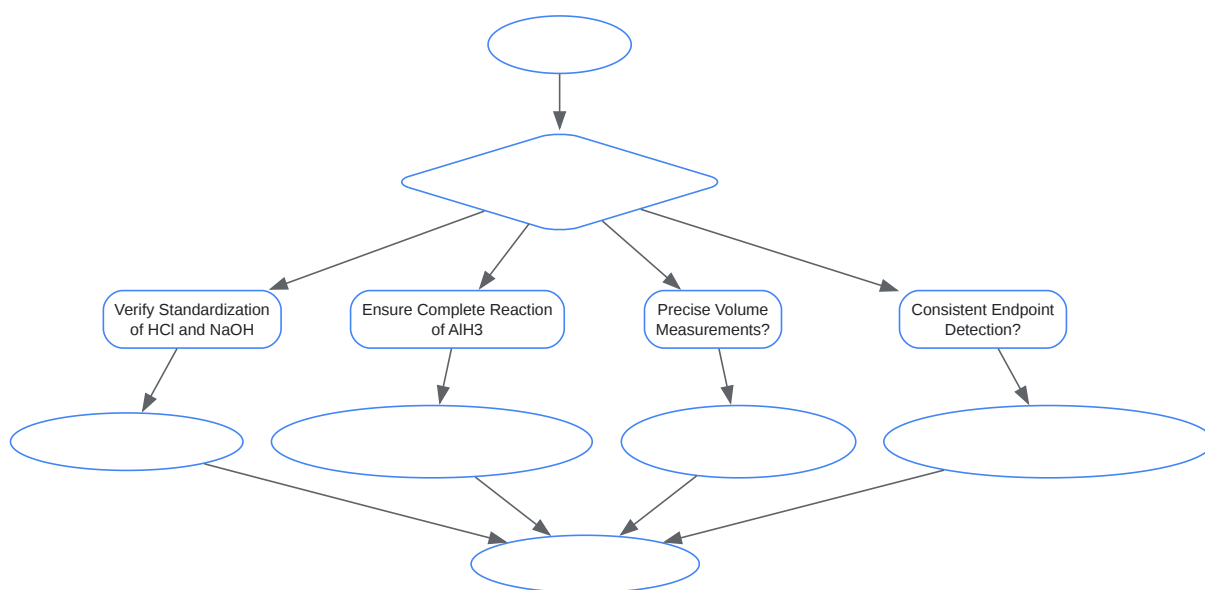 Verify Standardization
of HCl and NaOH
Ensure Complete Reaction
of AlH3
Precise Volume
Measurements?
Consistent Endpoint
Detection?